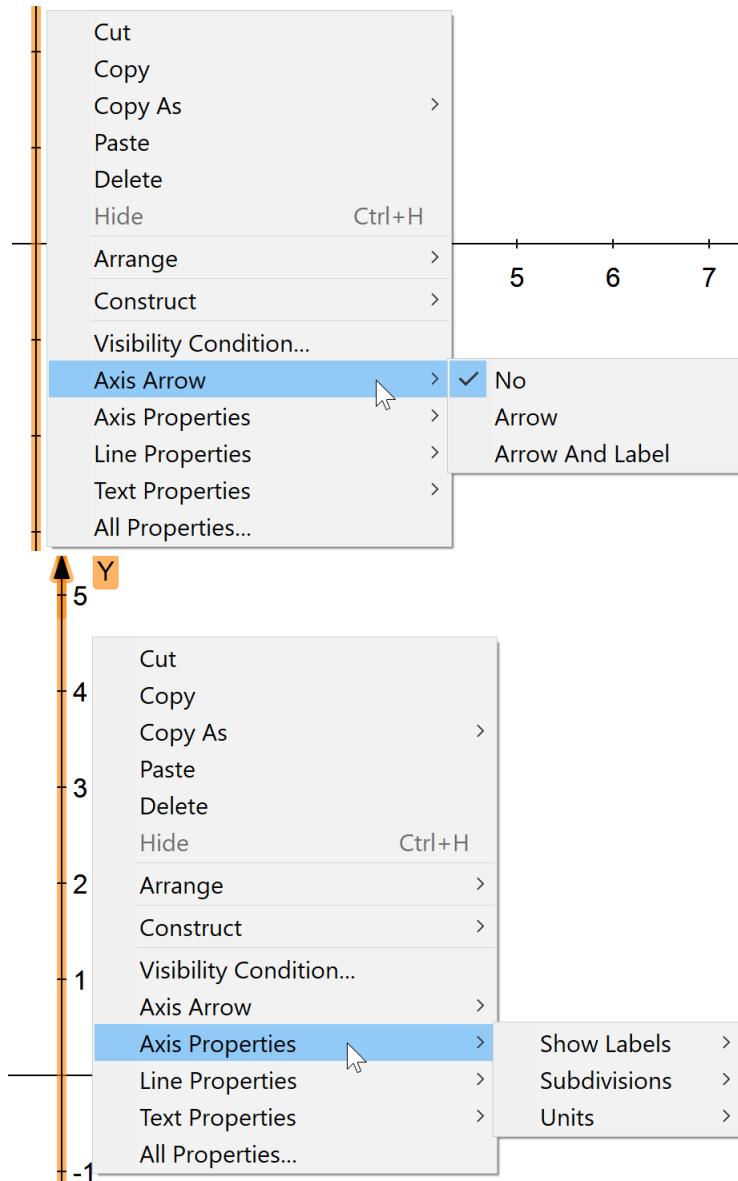 Cut
Copy
Copy As
Paste
Delete
Hide Ctrl+H
Arrange
5 6 7
Construct
Visibility Condition...
Axis Arrow
No
Axis Properties
Arrow
Line Properties
Arrow And Label
Text Properties
All Properties...
Y
5
Cut
4
Copy
Copy As
Paste
3
Delete
Hide Ctrl+H
2
Arrange
Construct
1
Visibility Condition...
Axis Arrow
Axis Properties
Show Labels
Line Properties
Subdivisions
Text Properties
Units
All Properties...
-1